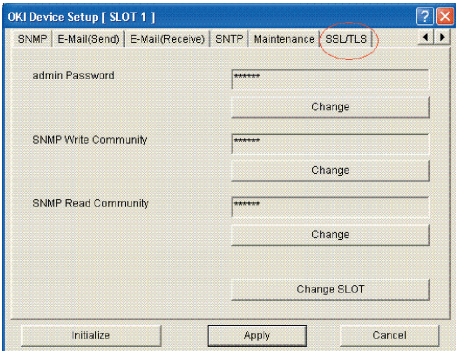 OKI Device Setup [ SLOT 1 ]
SNMP E-Mail(Send) E-Mail(Receive) SNTP Maintenance SSL/TLS
admin Password ******
Change
SNMP Write Community ******
Change
SNMP Read Community ******
Change
Change SLOT
Initialize Apply Cancel